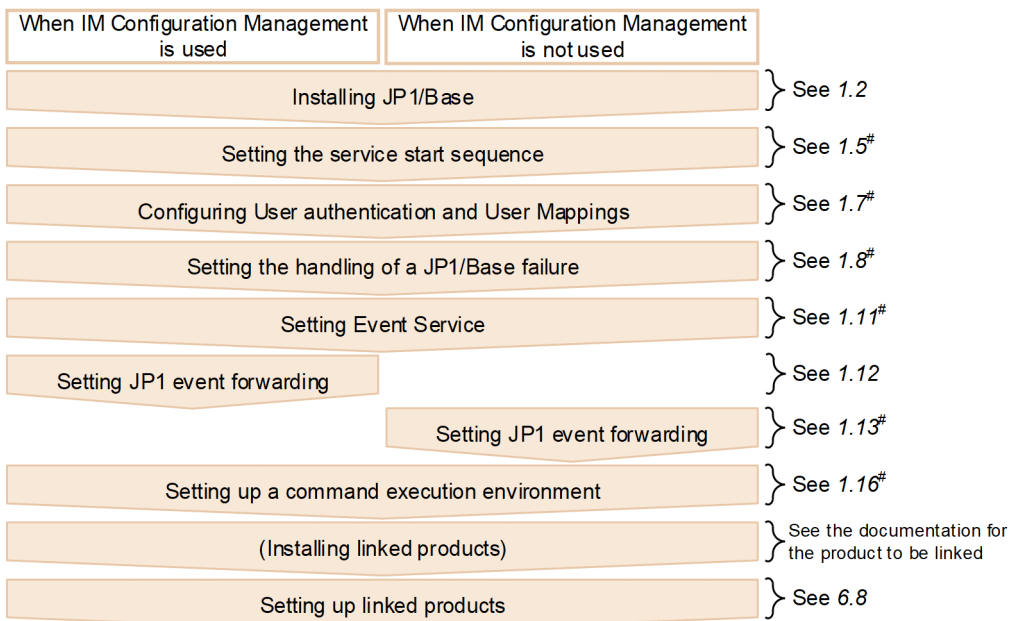 When IM Configuration Management
is used
When IM Configuration Management
is not used
Installing JP1/Base
See 1.2
Setting the service start sequence
See 1.5#
Configuring User authentication and User Mappings
See 1.7#
Setting the handling of a JP1/Base failure
See 1.8#
Setting Event Service
See 1.11#
Setting JP1 event forwarding
See 1.12
Setting JP1 event forwarding
See 1.13#
Setting up a command execution environment
See 1.16#
(Installing linked products)
See the documentation for
the product to be linked
Setting up linked products
See 6.8